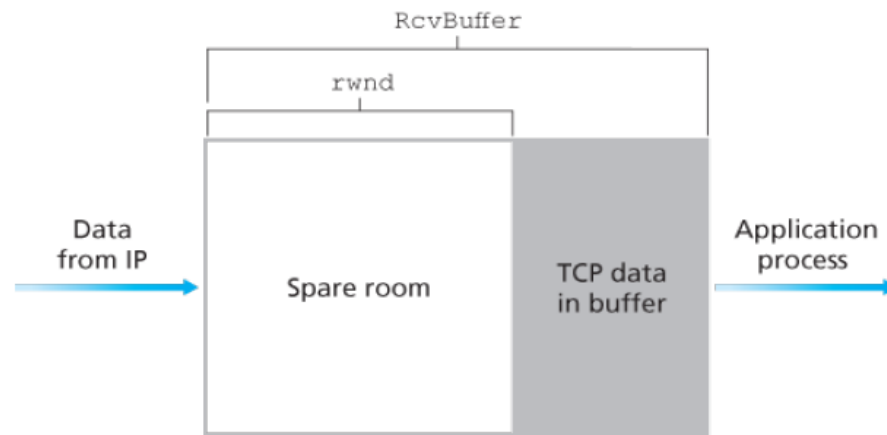 RcvBuffer
rwnd
Data
from IP
Spare room
TCP data
in buffer
Application
process